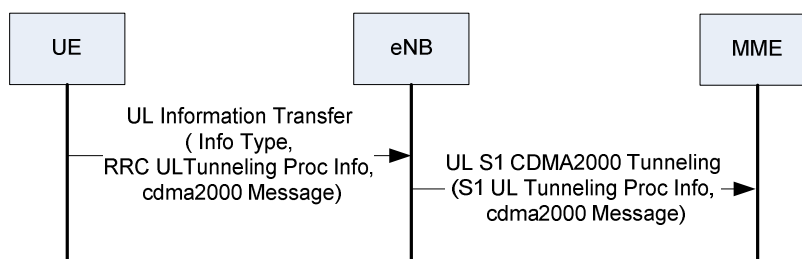 UE
eNB
MME
UL Information Transfer
( Info Type,
RRC ULTunneling Proc Info,
cdma2000 Message)
UL S1 CDMA2000 Tunneling
(S1 UL Tunneling Proc Info,
cdma2000 Message)